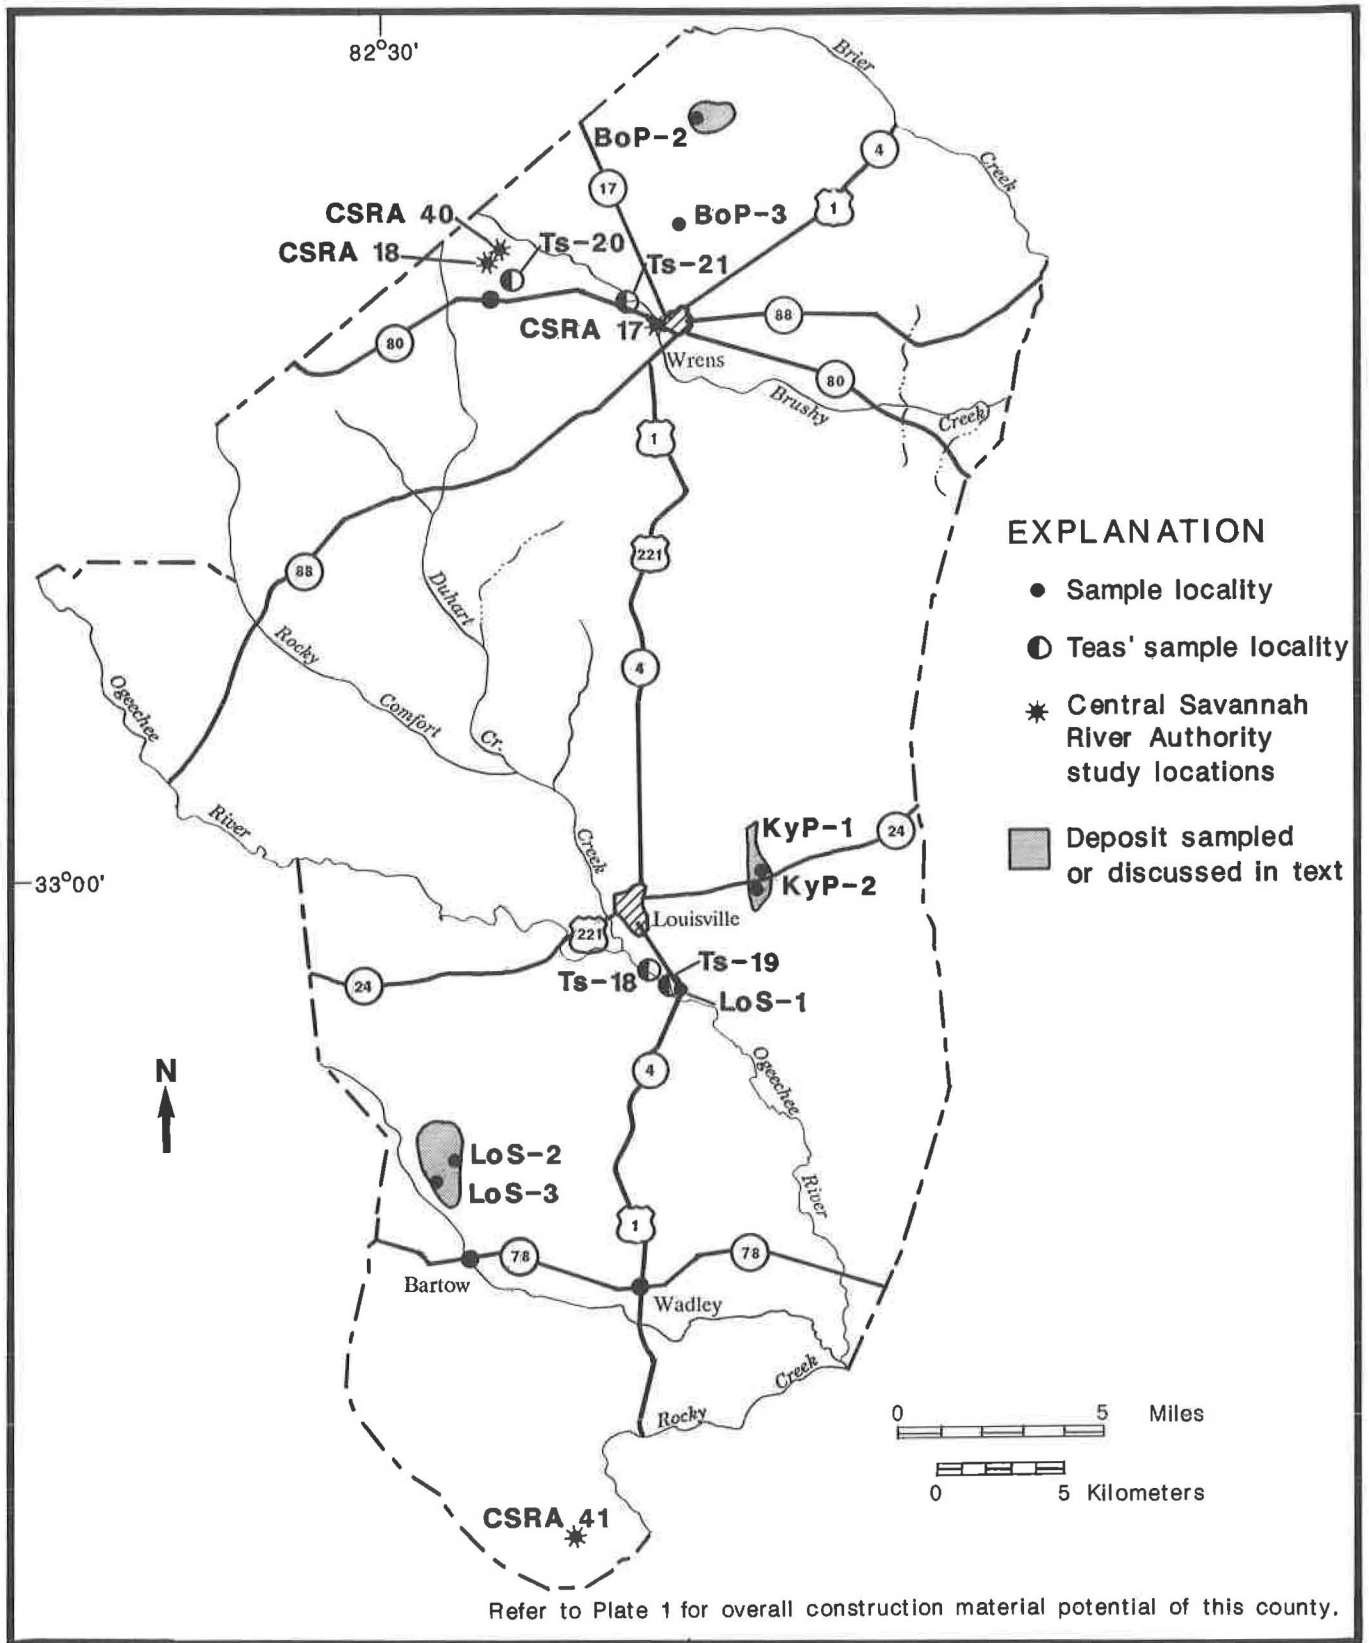 82°30'
Brier
BoP-2
4
Creek
17
1
CSRA 40
BoP-3
CSRA 18
Ts-20
Ts-21
88
CSRA 17
80
Wrens
80
Brushy
Creek
1
EXPLANATION
221
88
Sample locality
Duhart
Rocky
Teas' sample locality
4
Ogeechee
Comfort
Cr.
Central Savannah
River Authority
study locations
River
KyP-1
24
Creek
Deposit sampled
or discussed in text
33°00'
KyP-2
Louisville
221
Ts-19
Ts-18
24
LoS-1
N
4
Ogeechee
LoS-2
River
LoS-3
1
78
78
Bartow
Wadley
Creek
Rocky
0 5 Miles
0 5 Kilometers
CSRA 41
Refer to Plate 1 for overall construction material potential of this county.